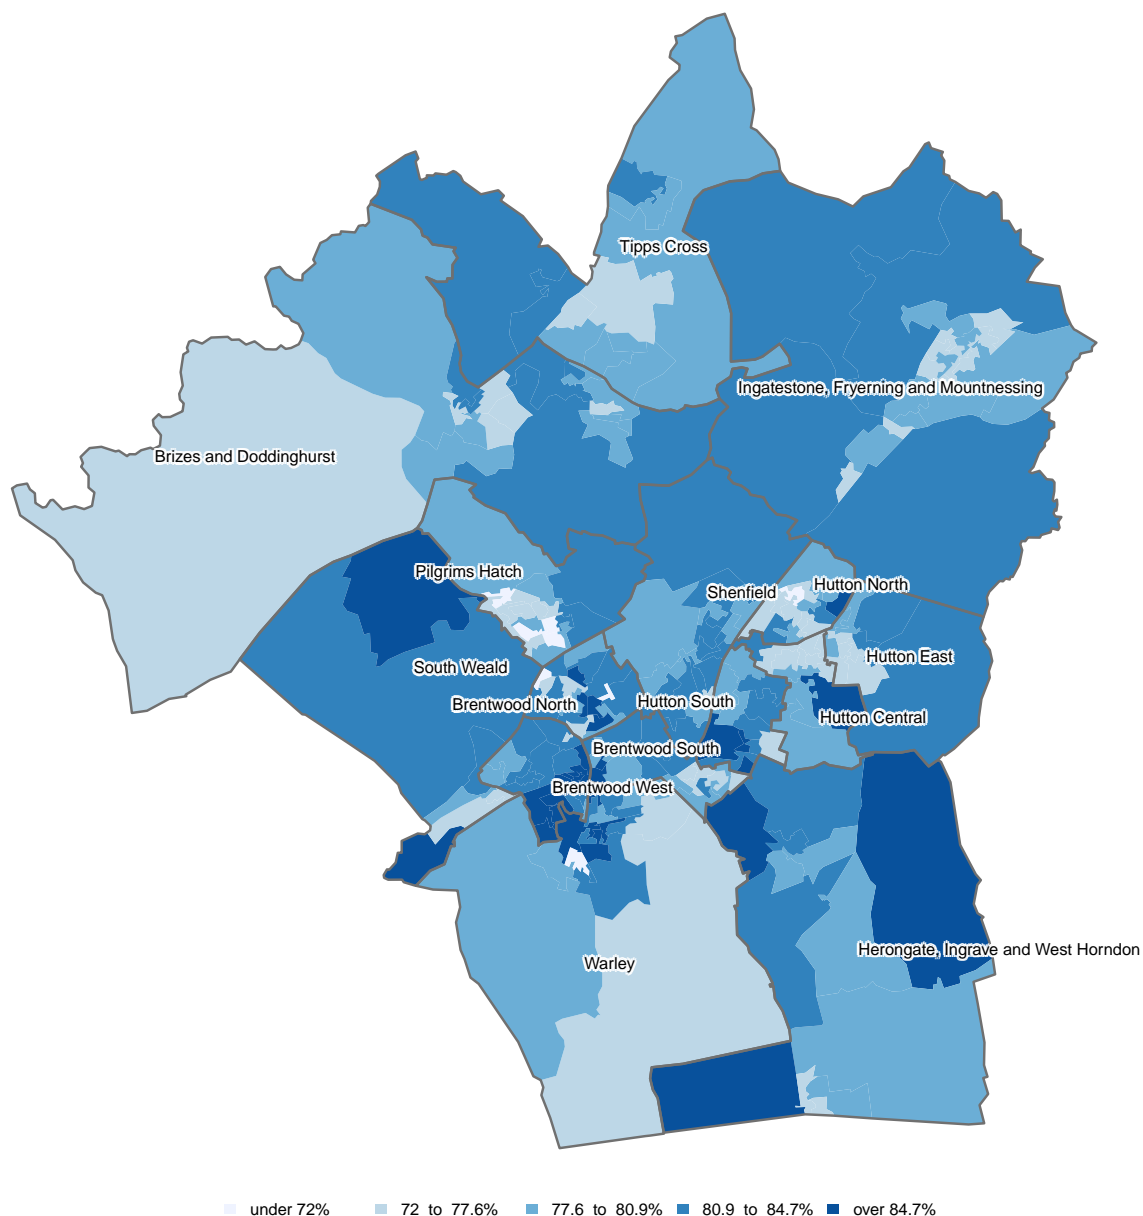 Tipps Cross
Ingatestone, Fryerning and Mountnessing
Brizes and Doddinghurst
Pilgrims Hatch
Hutton North
Shenfield
Hutton East
South Weald
Hutton South
Brentwood North
Hutton Central
Brentwood South
Brentwood West
Herongate, Ingrave and West Horndon
Warley
under 72% 72 to 77.6% 77.6 to 80.9% 80.9 to 84.7% over 84.7%